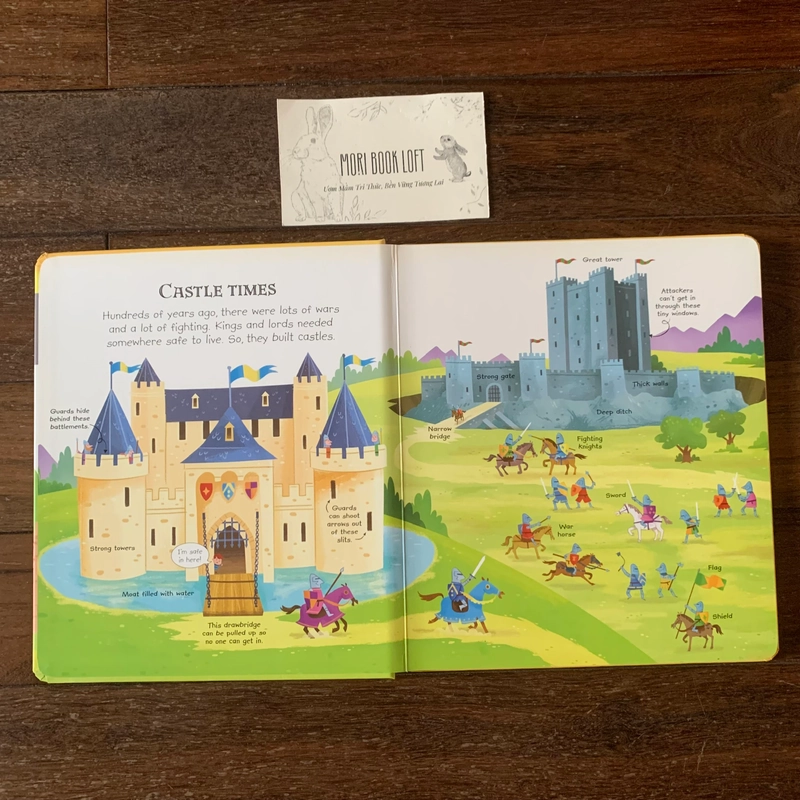 MORI BOOK LOFT
Ươm Mầm Tri Thức, Bền Vững Tương Lai
CASTLE TIMES
Hundreds of years ago, there were lots of wars
and a lot of fighting. Kings and lords needed
somewhere safe to live. So, they built castles.
Guards hide
behind these
battlements.
Guards
can shoot
arrows out
of these
slits.
Strong towers
I'm safe
in here!
Moat filled with water
This drawbridge
can be pulled up so
no one can get in.
Great tower
Attackers
can't get in
through these
tiny windows.
Strong gate
Thick walls
Deep ditch
Narrow
bridge
Fighting
knights
Sword
War
horse
Flag
Shield